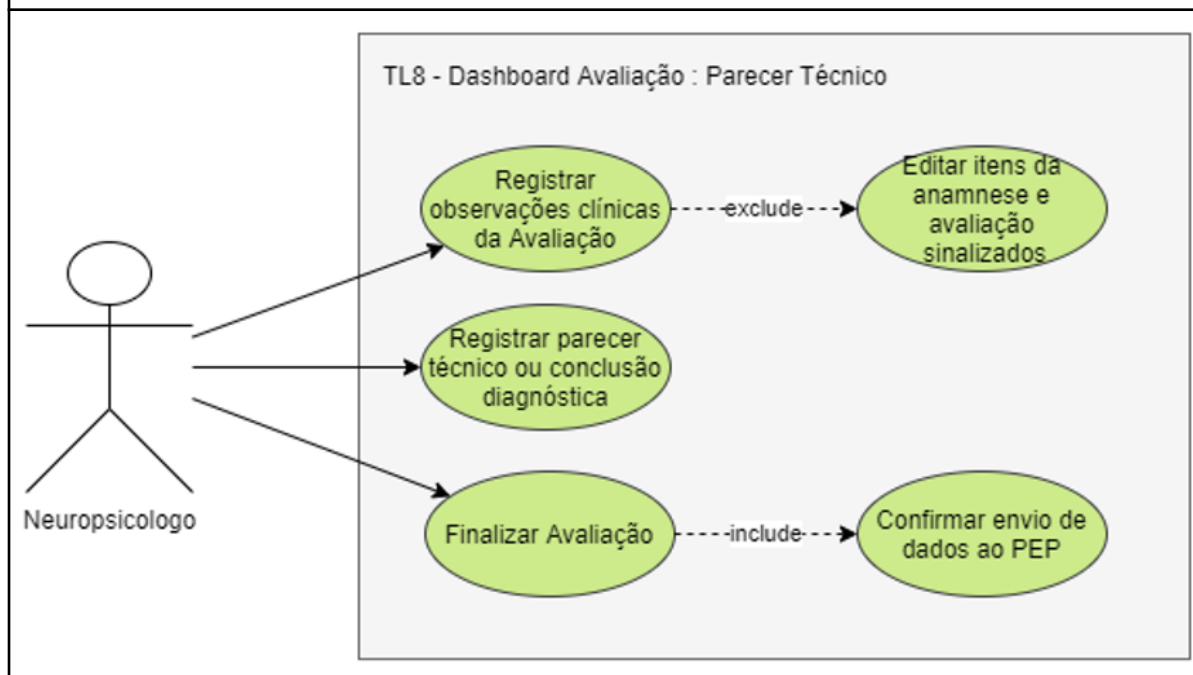 TL8 - Dashboard Avaliação : Parecer Técnico
Registrar
observações clínicas
da Avaliação
exclude
Editar itens da
anamnese e
avaliação
sinalizados
Registrar parecer
técnico ou conclusão
diagnóstica
Neuropsicologo
Finalizar Avaliação
include
Confirmar envio de
dados ao PEP